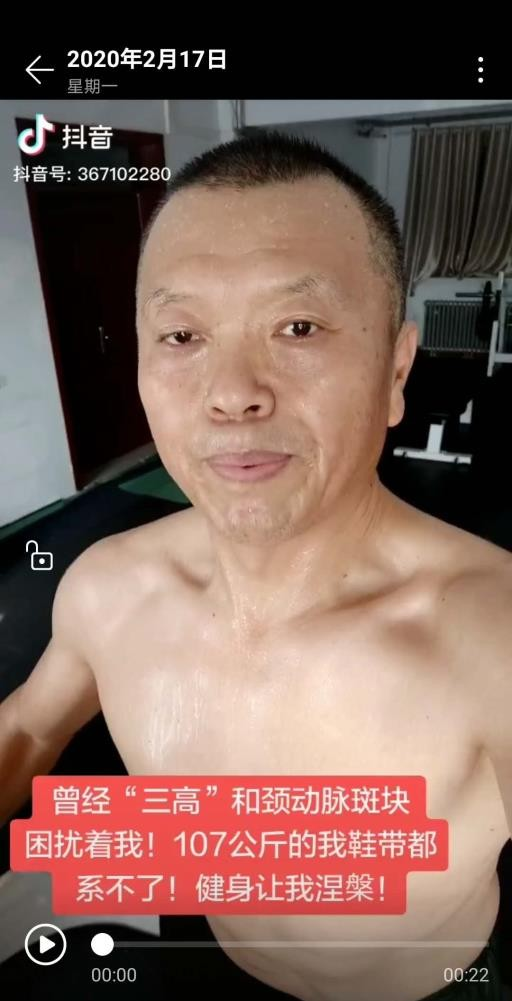 2020年2月17日
星期一
抖音
抖音号: 367102280
曾经“三高”和颈动脉斑块
困扰着我！107公斤的我鞋带都
系不了！健身让我涅槃！
00:00
00:22